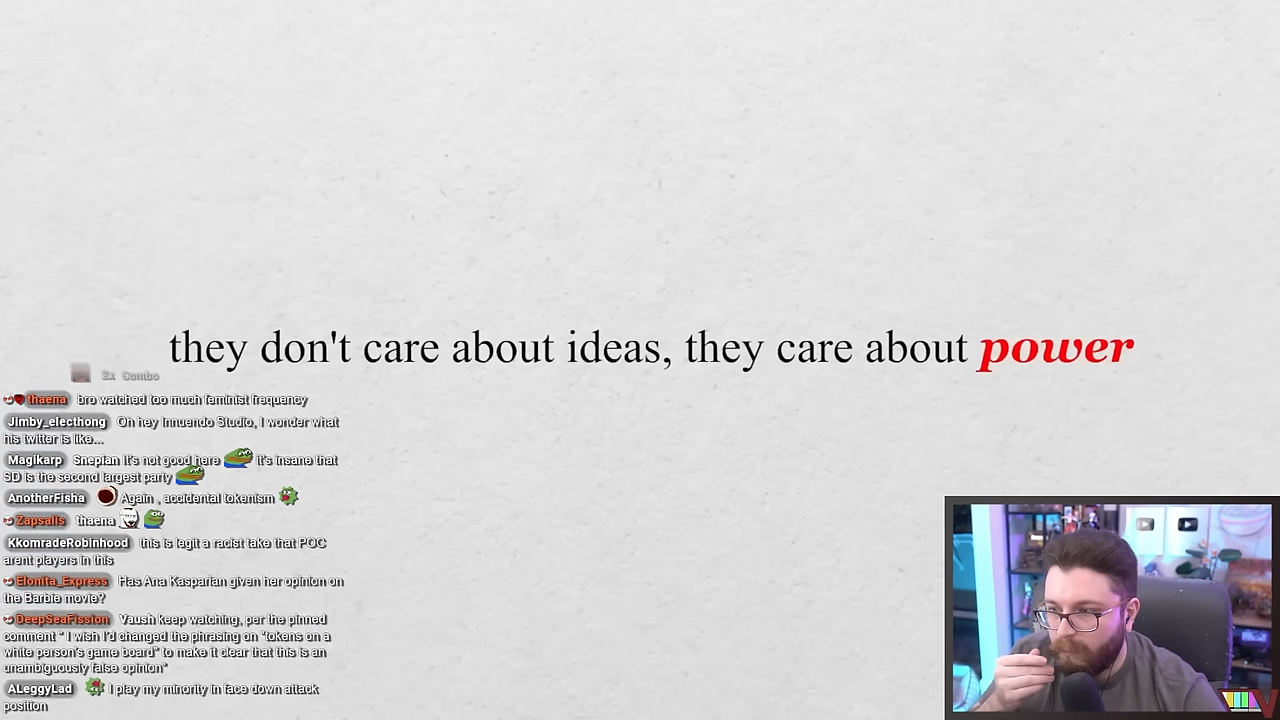 they don't care about ideas, they care about power
2x Combo
thaena bro watched too much feminist frequency
Jimby_electhong Oh hey Innuendo Studio, I wonder what
his twitter is like...
Magikarp Snepian It's not good here it's insane that
SD is the second largest party
AnotherFisha Again , accidental tokenism
Zapsalis thaena
KkomradeRobinhood this is legit a racist take that POC
arent players in this
Elonita_Express Has Ana Kasparian given her opinion on
the Barbie movie?
DeepSeaFission Vaush keep watching, per the pinned
comment " I wish I'd changed the phrasing on "tokens on a
white person's game board" to make it clear that this is an
unambiguously false opinion"
ALeggyLad I play my minority in face down attack
position